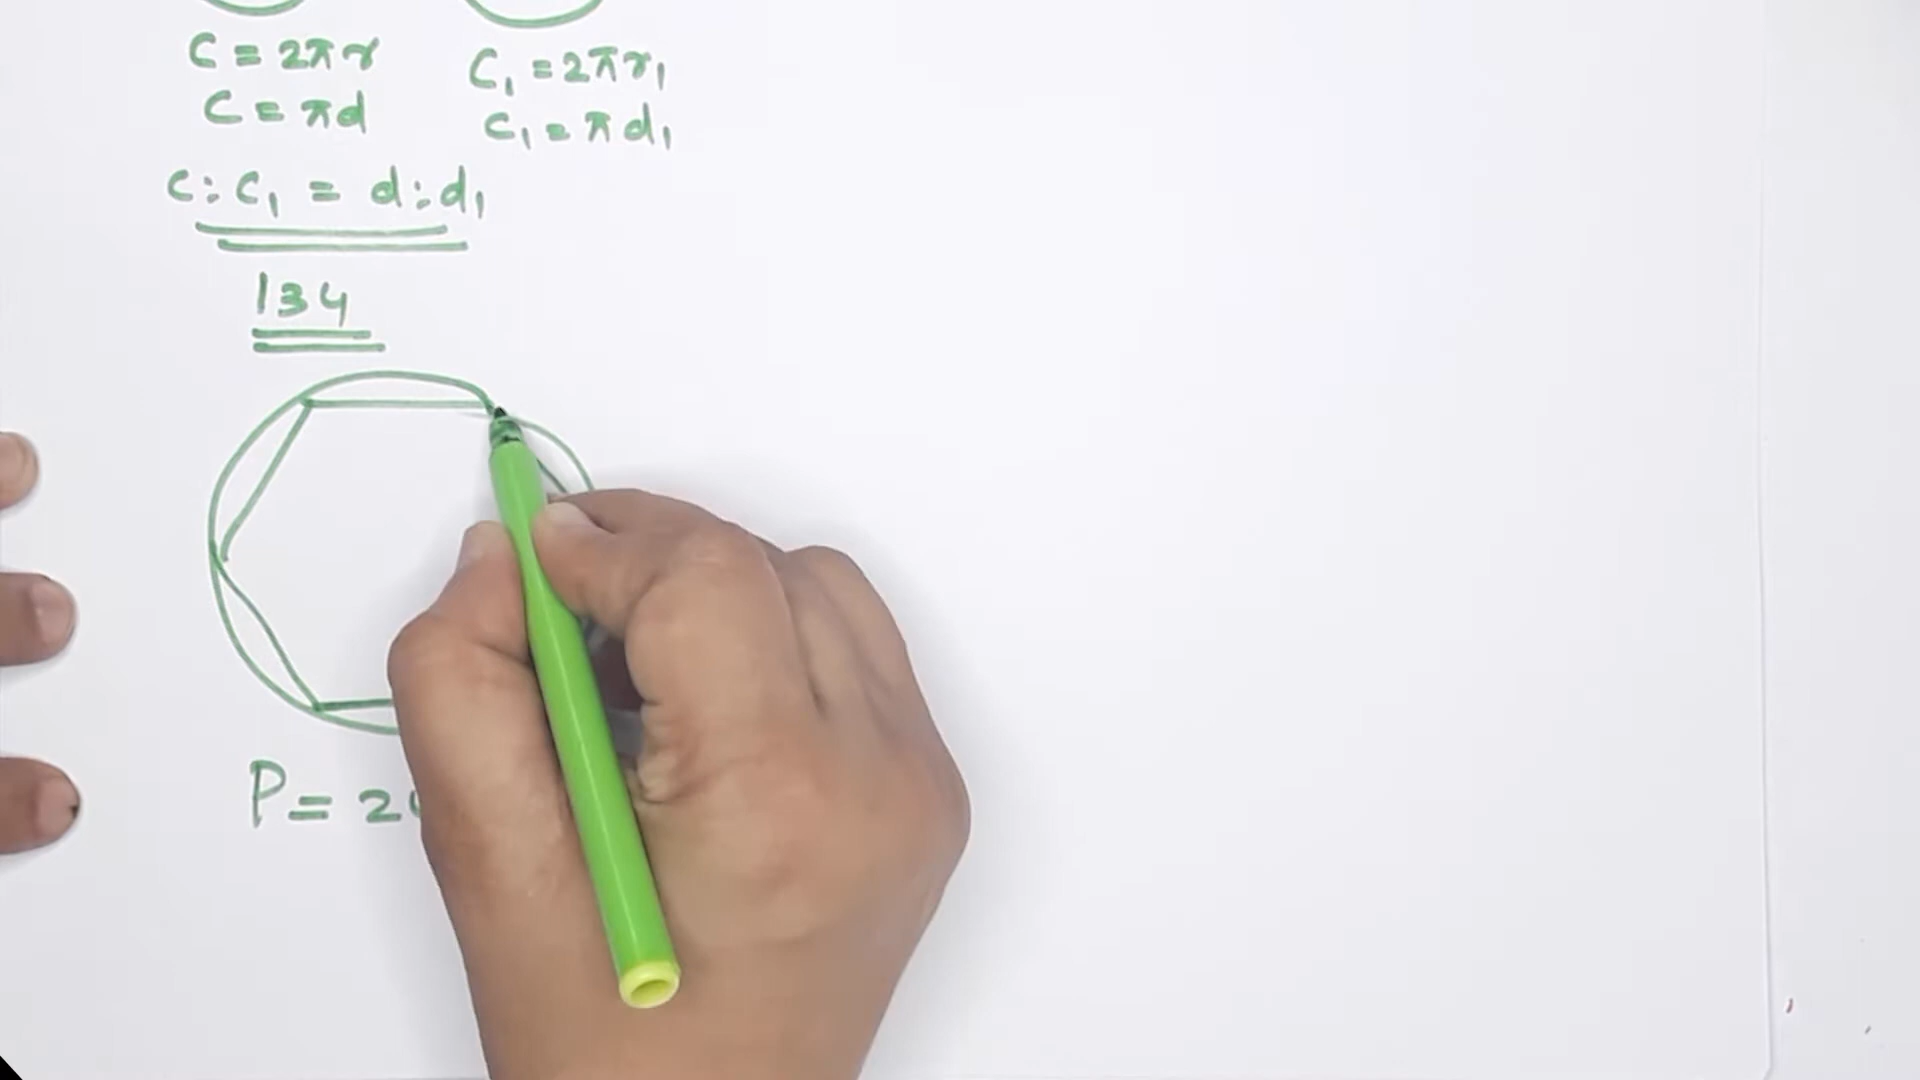 C = 2πr
C = πd
C₁ = 2πr₁
C₁ = πd₁
C : C₁ = d : d₁
134
P = 2